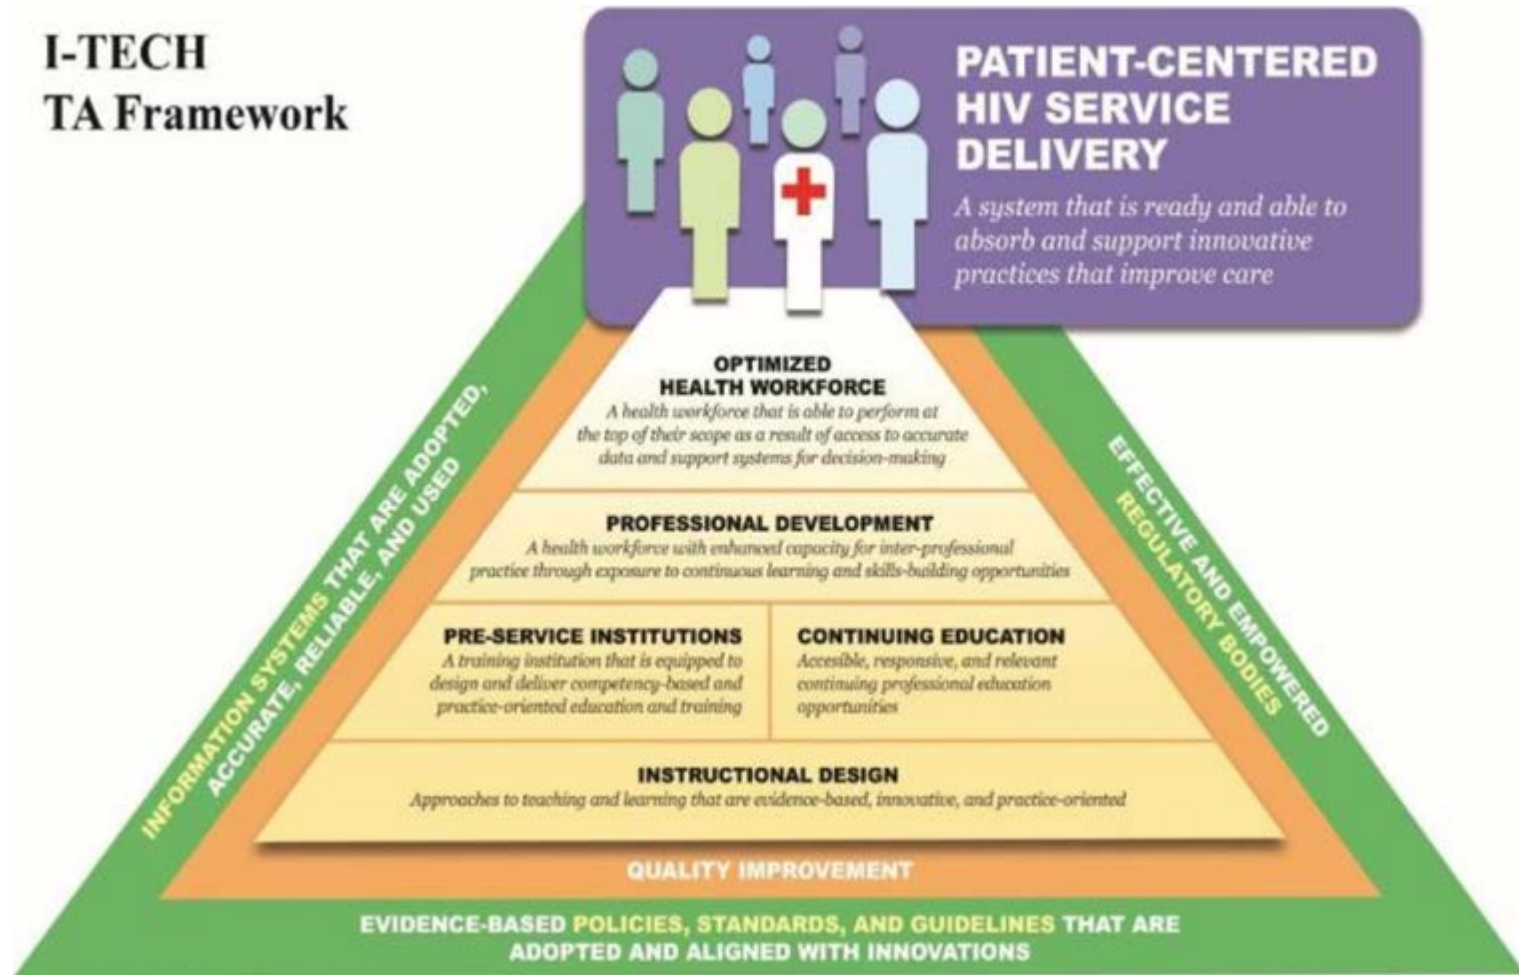 I-TECH
TA Framework
PATIENT-CENTERED
HIV SERVICE
DELIVERY
A system that is ready and able to
absorb and support innovative
practices that improve care
OPTIMIZED
HEALTH WORKFORCE
A health workforce that is able to perform at
the top of their scope as a result of access to accurate
data and support systems for decision-making
PROFESSIONAL DEVELOPMENT
A health workforce with enhanced capacity for inter-professional
practice through exposure to continuous learning and skills-building opportunities
PRE-SERVICE INSTITUTIONS
A training institution that is equipped to
design and deliver competency-based and
practice-oriented education and training
CONTINUING EDUCATION
Accesible, responsive, and relevant
continuing professional education
opportunities
INSTRUCTIONAL DESIGN
Approaches to teaching and learning that are evidence-based, innovative, and practice-oriented
QUALITY IMPROVEMENT
INFORMATION SYSTEMS THAT ARE ADOPTED,
ACCURATE, RELIABLE, AND USED
EFFECTIVE AND EMPOWERED
REGULATORY BODIES
EVIDENCE-BASED POLICIES, STANDARDS, AND GUIDELINES THAT ARE
ADOPTED AND ALIGNED WITH INNOVATIONS